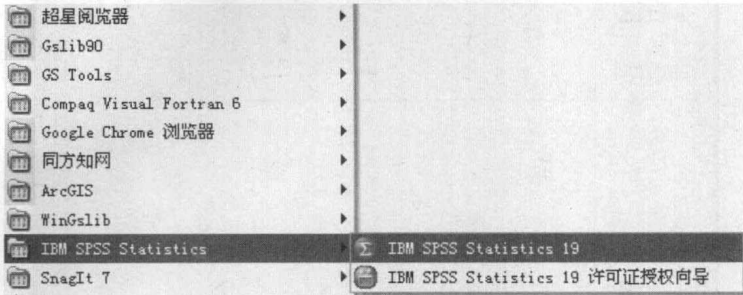 超星阅览器
Gslib90
GS Tools
Compaq Visual Fortran 6
Google Chrome 浏览器
同方知网
ArcGIS
WinGslib
IBM SPSS Statistics
IBM SPSS Statistics 19
SnagIt 7
IBM SPSS Statistics 19 许可证授权向导